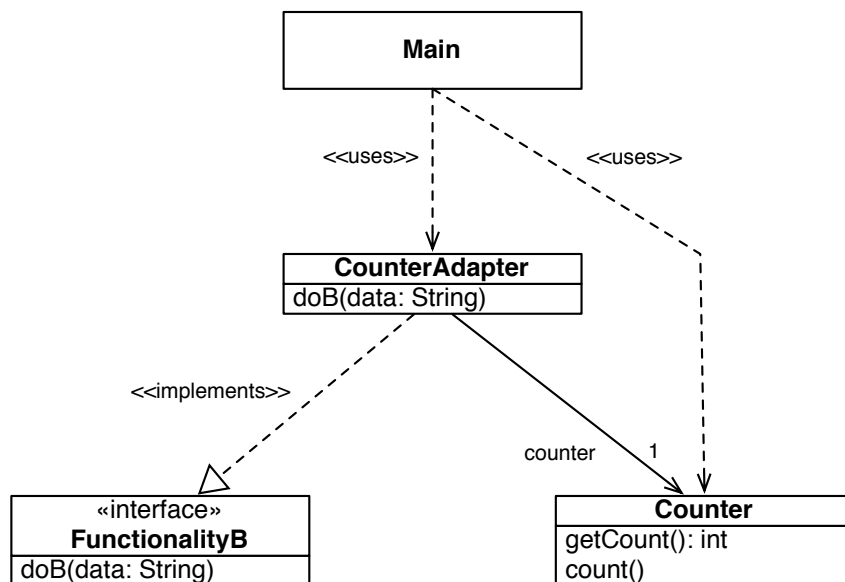 Main
<<uses>>
<<uses>>
CounterAdapter
doB(data: String)
<<implements>>
counter
1
«interface»
FunctionalityB
doB(data: String)
Counter
getCount(): int
count()